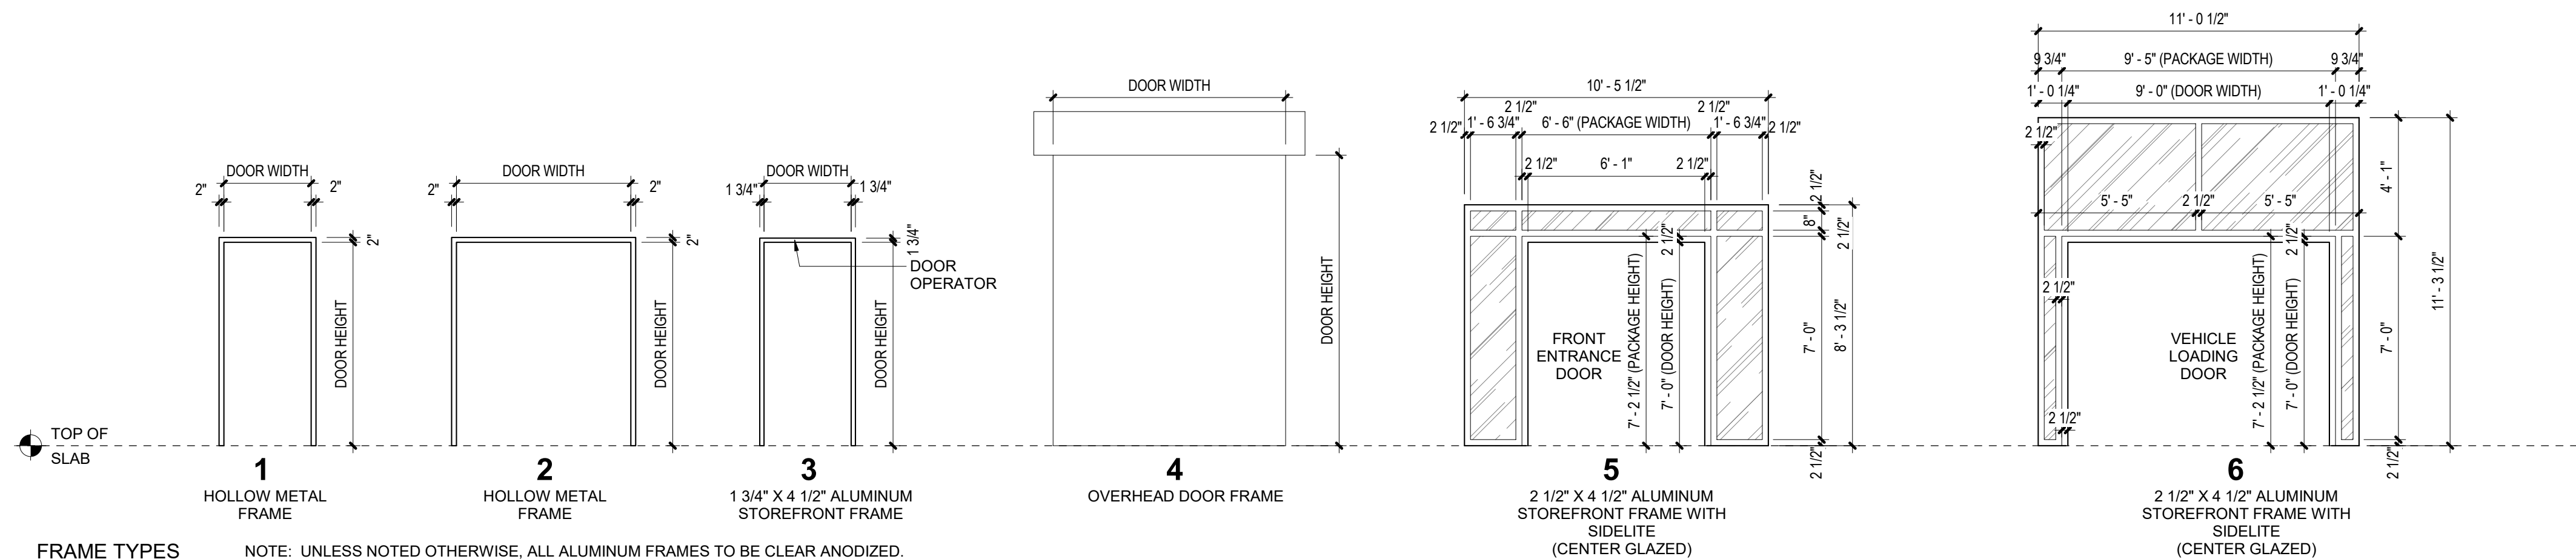 TOP OF
SLAB
DOOR WIDTH
2"
2"
2"
DOOR HEIGHT
1
HOLLOW METAL
FRAME
DOOR WIDTH
2"
2"
2"
DOOR HEIGHT
2
HOLLOW METAL
FRAME
DOOR WIDTH
1 3/4"
1 3/4"
1 3/4"
DOOR
OPERATOR
DOOR HEIGHT
3
1 3/4" X 4 1/2" ALUMINUM
STOREFRONT FRAME
DOOR WIDTH
DOOR HEIGHT
4
OVERHEAD DOOR FRAME
10' - 5 1/2"
2 1/2"
2 1/2"
2 1/2"
1' - 6 3/4"
6' - 6" (PACKAGE WIDTH)
1' - 6 3/4"
2 1/2"
2 1/2"
6' - 1"
2 1/2"
2 1/2"
8"
2 1/2"
2 1/2"
FRONT
ENTRANCE
DOOR
7' - 2 1/2" (PACKAGE HEIGHT)
7' - 0" (DOOR HEIGHT)
7' - 0"
8' - 3 1/2"
2 1/2"
5
2 1/2" X 4 1/2" ALUMINUM
STOREFRONT FRAME WITH
SIDELITE
(CENTER GLAZED)
11' - 0 1/2"
9 3/4"
9' - 5" (PACKAGE WIDTH)
9 3/4"
1' - 0 1/4"
9' - 0" (DOOR WIDTH)
1' - 0 1/4"
2 1/2"
4' - 1"
5' - 5"
2 1/2"
5' - 5"
2 1/2"
2 1/2"
VEHICLE
LOADING
DOOR
7' - 2 1/2" (PACKAGE HEIGHT)
7' - 0" (DOOR HEIGHT)
7' - 0"
11' - 3 1/2"
2 1/2"
2 1/2"
6
2 1/2" X 4 1/2" ALUMINUM
STOREFRONT FRAME WITH
SIDELITE
(CENTER GLAZED)
FRAME TYPES
NOTE: UNLESS NOTED OTHERWISE, ALL ALUMINUM FRAMES TO BE CLEAR ANODIZED.